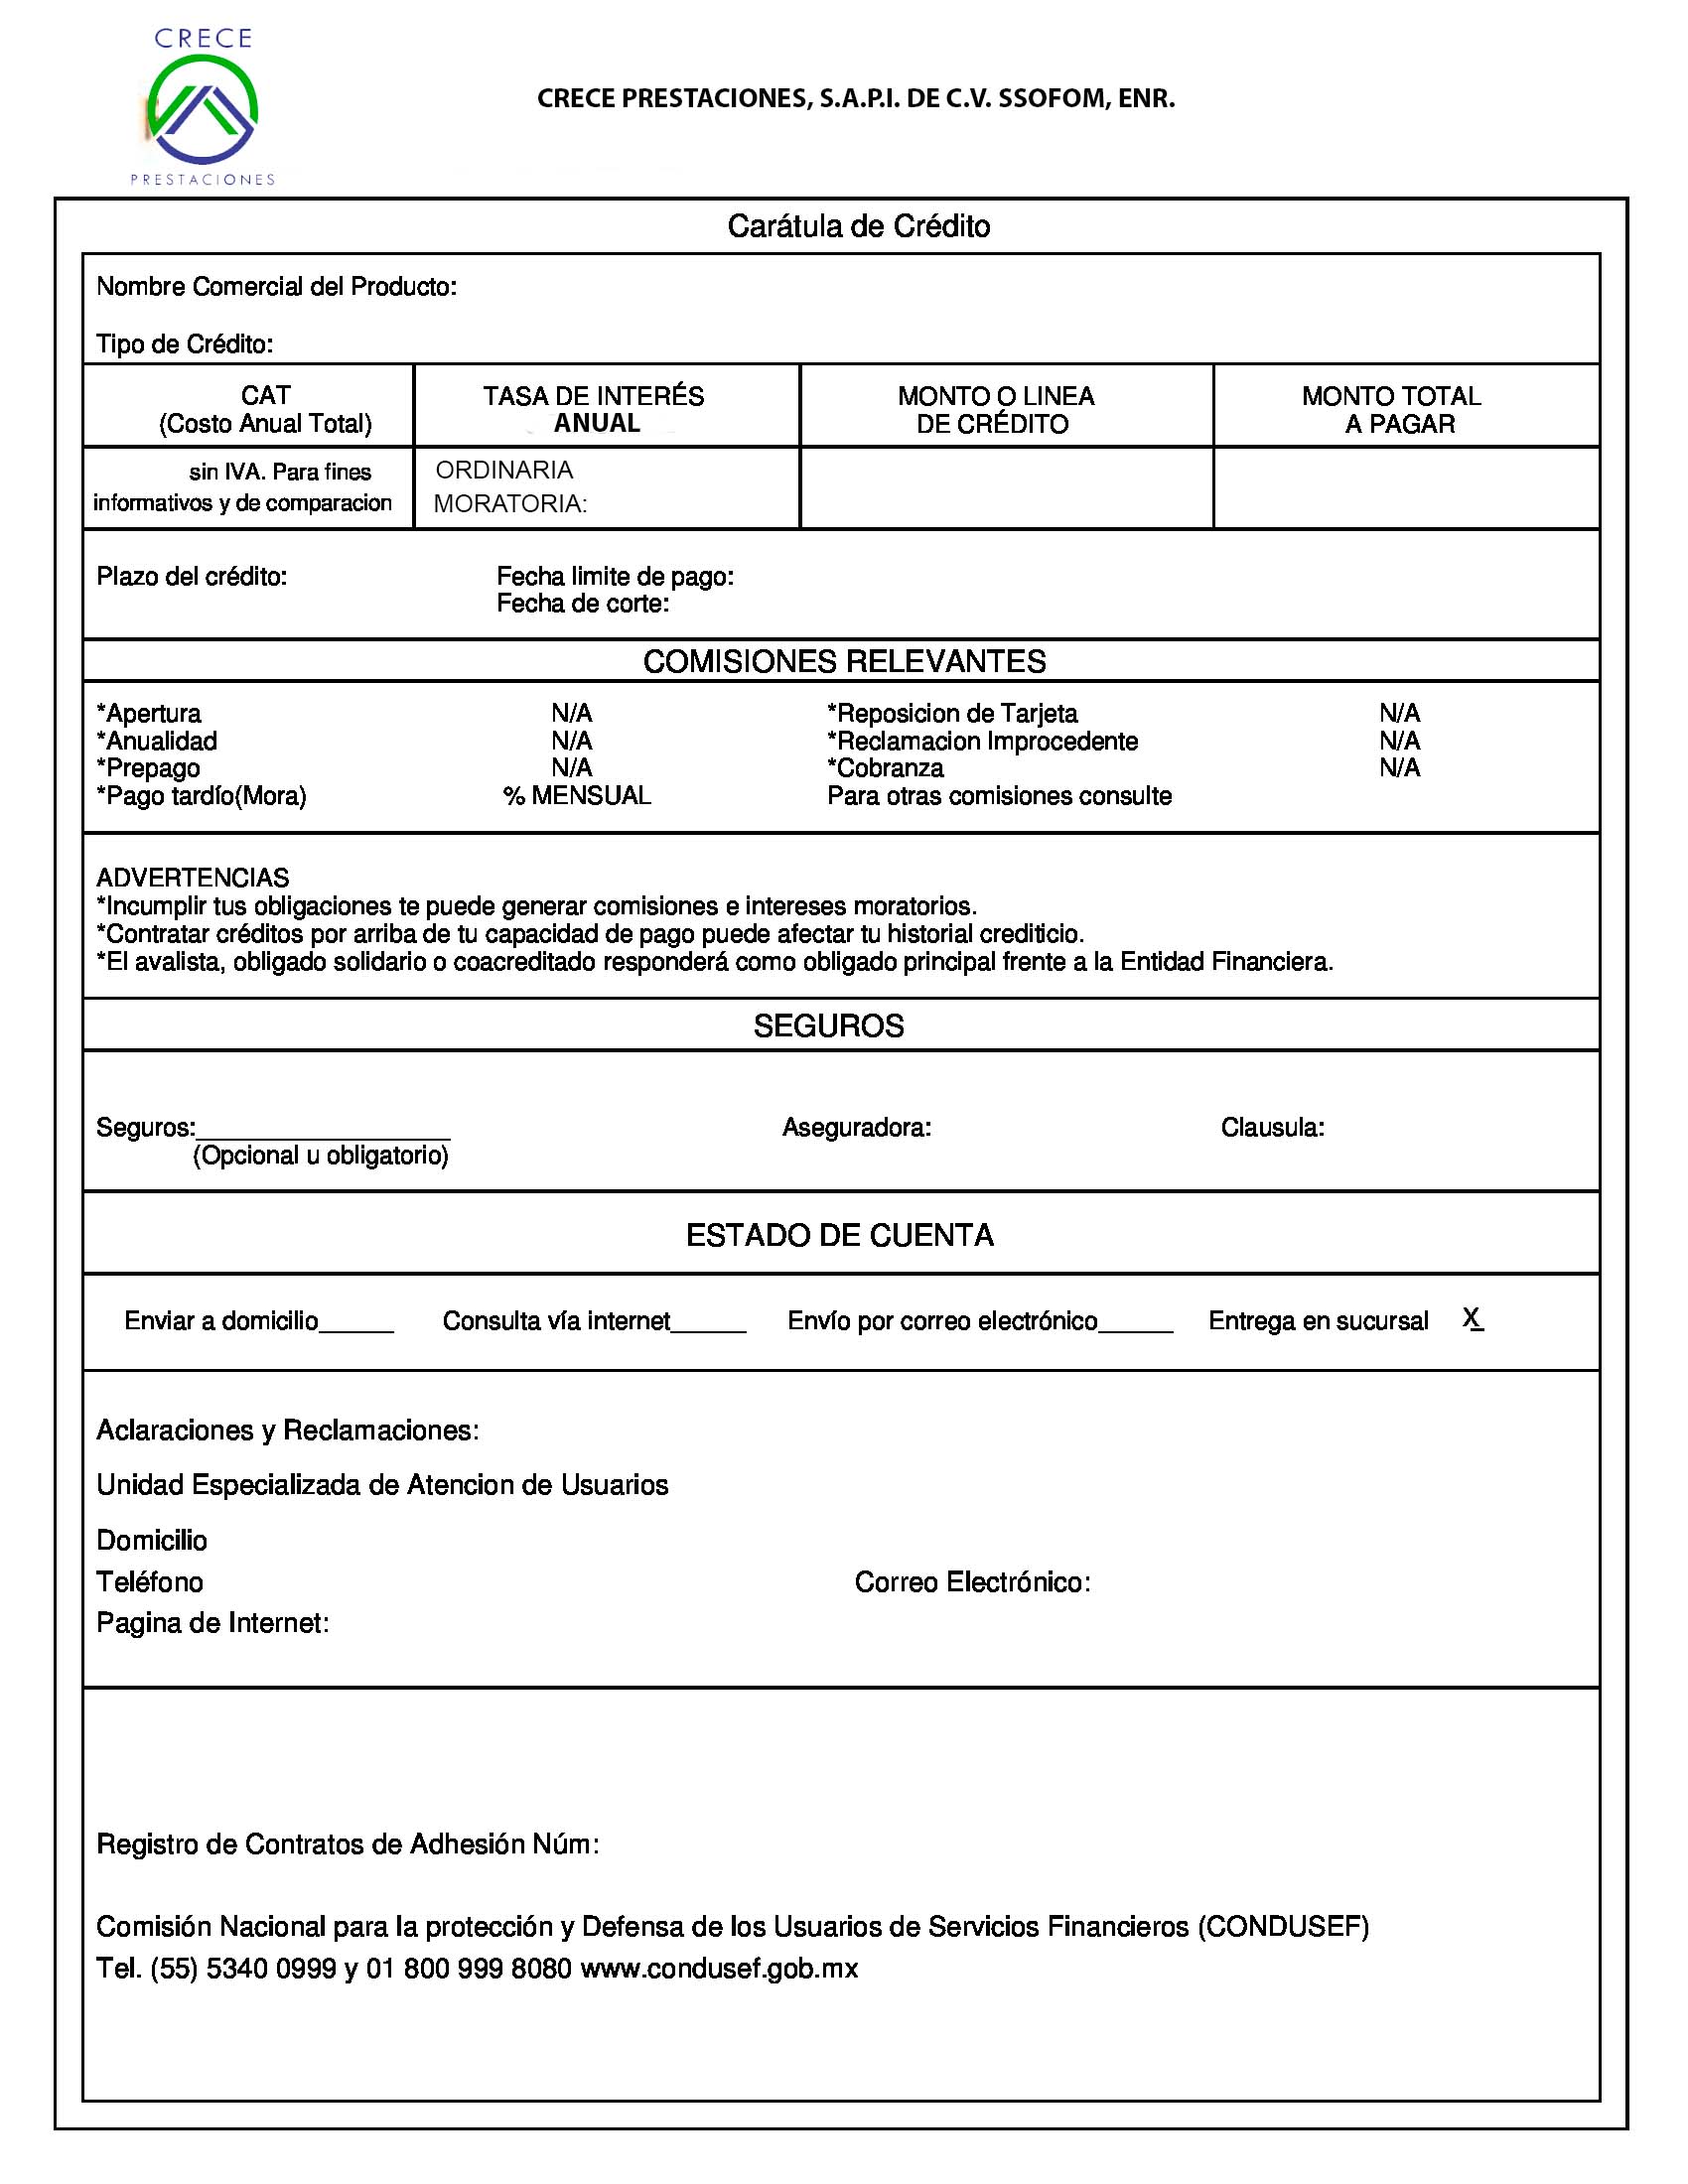 CRECE
PRESTACIONES
CRECE PRESTACIONES, S.A.P.I. DE C.V. SSOFOM, ENR.
Carátula de Crédito
Nombre Comercial del Producto:
Tipo de Crédito:
CAT
(Costo Anual Total)
TASA DE INTERÉS
ANUAL
MONTO O LINEA
DE CRÉDITO
MONTO TOTAL
A PAGAR
sin IVA. Para fines
informativos y de comparacion
ORDINARIA
MORATORIA:
Plazo del crédito: Fecha limite de pago:
Fecha de corte:
COMISIONES RELEVANTES
*Apertura N/A *Reposicion de Tarjeta N/A
*Anualidad N/A *Reclamacion Improcedente N/A
*Prepago N/A *Cobranza N/A
*Pago tardío(Mora) % MENSUAL Para otras comisiones consulte
ADVERTENCIAS
*Incumplir tus obligaciones te puede generar comisiones e intereses moratorios.
*Contratar créditos por arriba de tu capacidad de pago puede afectar tu historial crediticio.
*El avalista, obligado solidario o coacreditado responderá como obligado principal frente a la Entidad Financiera.
SEGUROS
Seguros:__________________ Aseguradora: Clausula:
(Opcional u obligatorio)
ESTADO DE CUENTA
Enviar a domicilio_____ Consulta vía internet_____ Envío por correo electrónico_____ Entrega en sucursal X_
Aclaraciones y Reclamaciones:
Unidad Especializada de Atencion de Usuarios
Domicilio
Teléfono Correo Electrónico:
Pagina de Internet:
Registro de Contratos de Adhesión Núm:
Comisión Nacional para la protección y Defensa de los Usuarios de Servicios Financieros (CONDUSEF)
Tel. (55) 5340 0999 y 01 800 999 8080 www.condusef.gob.mx